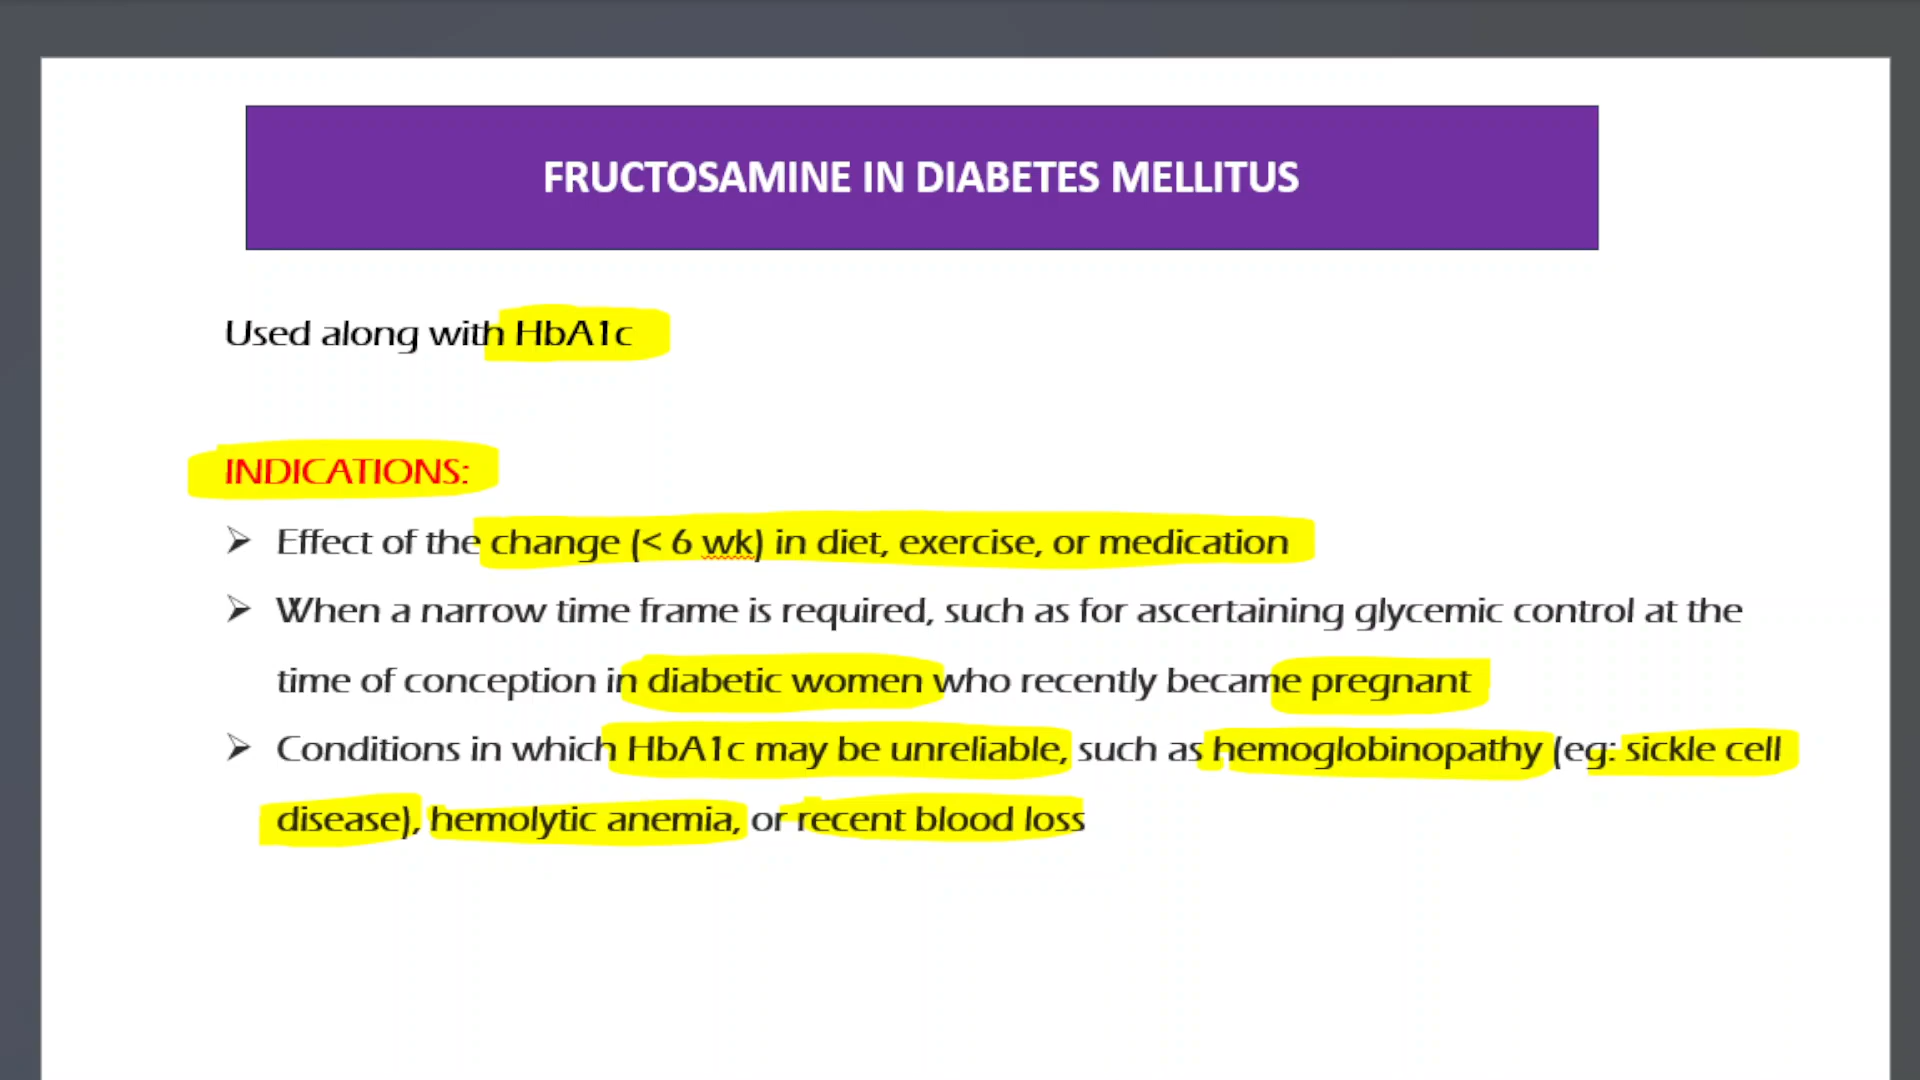 FRUCTOSAMINE IN DIABETES MELLITUS
Used along with HbA1c
INDICATIONS:
➢ Effect of the change (< 6 wk) in diet, exercise, or medication
➢ When a narrow time frame is required, such as for ascertaining glycemic control at the
time of conception in diabetic women who recently became pregnant
➢ Conditions in which HbA1c may be unreliable, such as hemoglobinopathy (eg: sickle cell
disease), hemolytic anemia, or recent blood loss